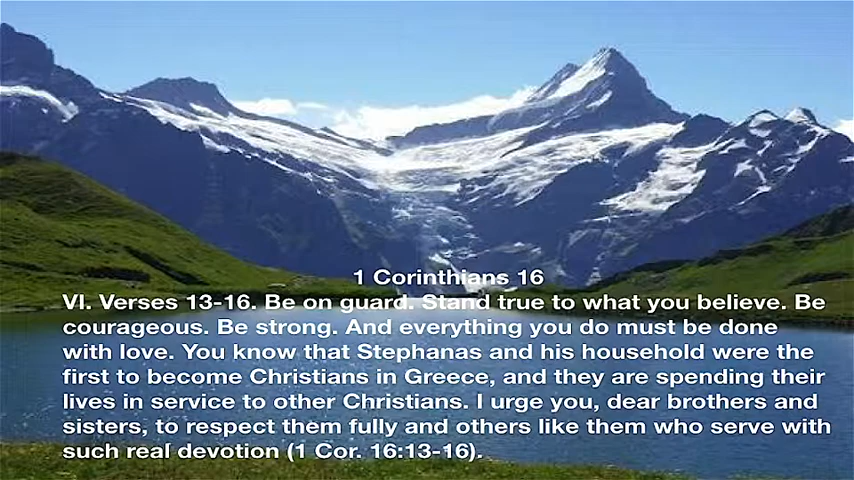 1 Corinthians 16
VI. Verses 13-16. Be on guard. Stand true to what you believe. Be
courageous. Be strong. And everything you do must be done
with love. You know that Stephanas and his household were the
first to become Christians in Greece, and they are spending their
lives in service to other Christians. I urge you, dear brothers and
sisters, to respect them fully and others like them who serve with
such real devotion (1 Cor. 16:13-16).